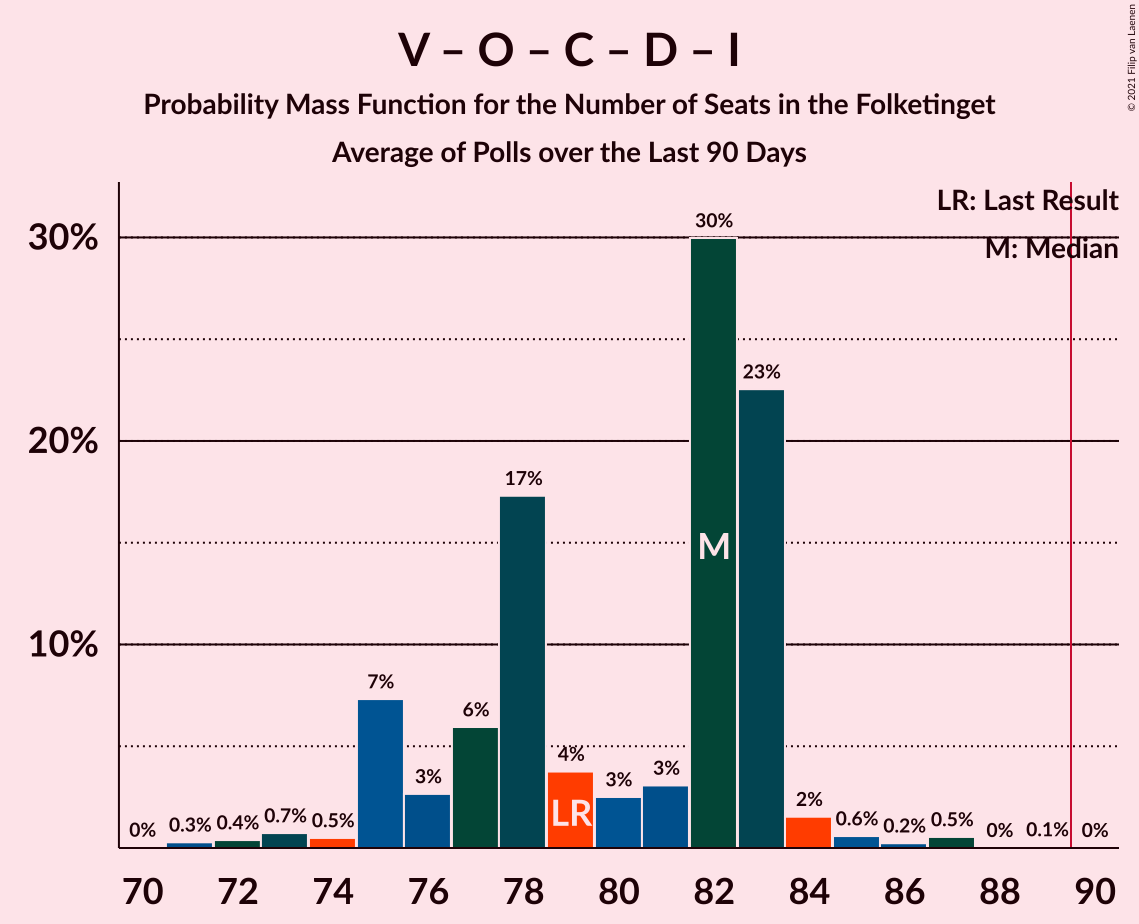 V – O – C – D – I
Probability Mass Function for the Number of Seats in the Folketinget
Average of Polls over the Last 90 Days
© 2021 Filip van Laenen
LR: Last Result
M: Median
30%
20%
10%
0%
0.3%
0.4%
0.7%
0.5%
7%
3%
6%
17%
4%
3%
3%
30%
23%
2%
0.6%
0.2%
0.5%
0%
0.1%
0%
LR
M
70 72 74 76 78 80 82 84 86 88 90